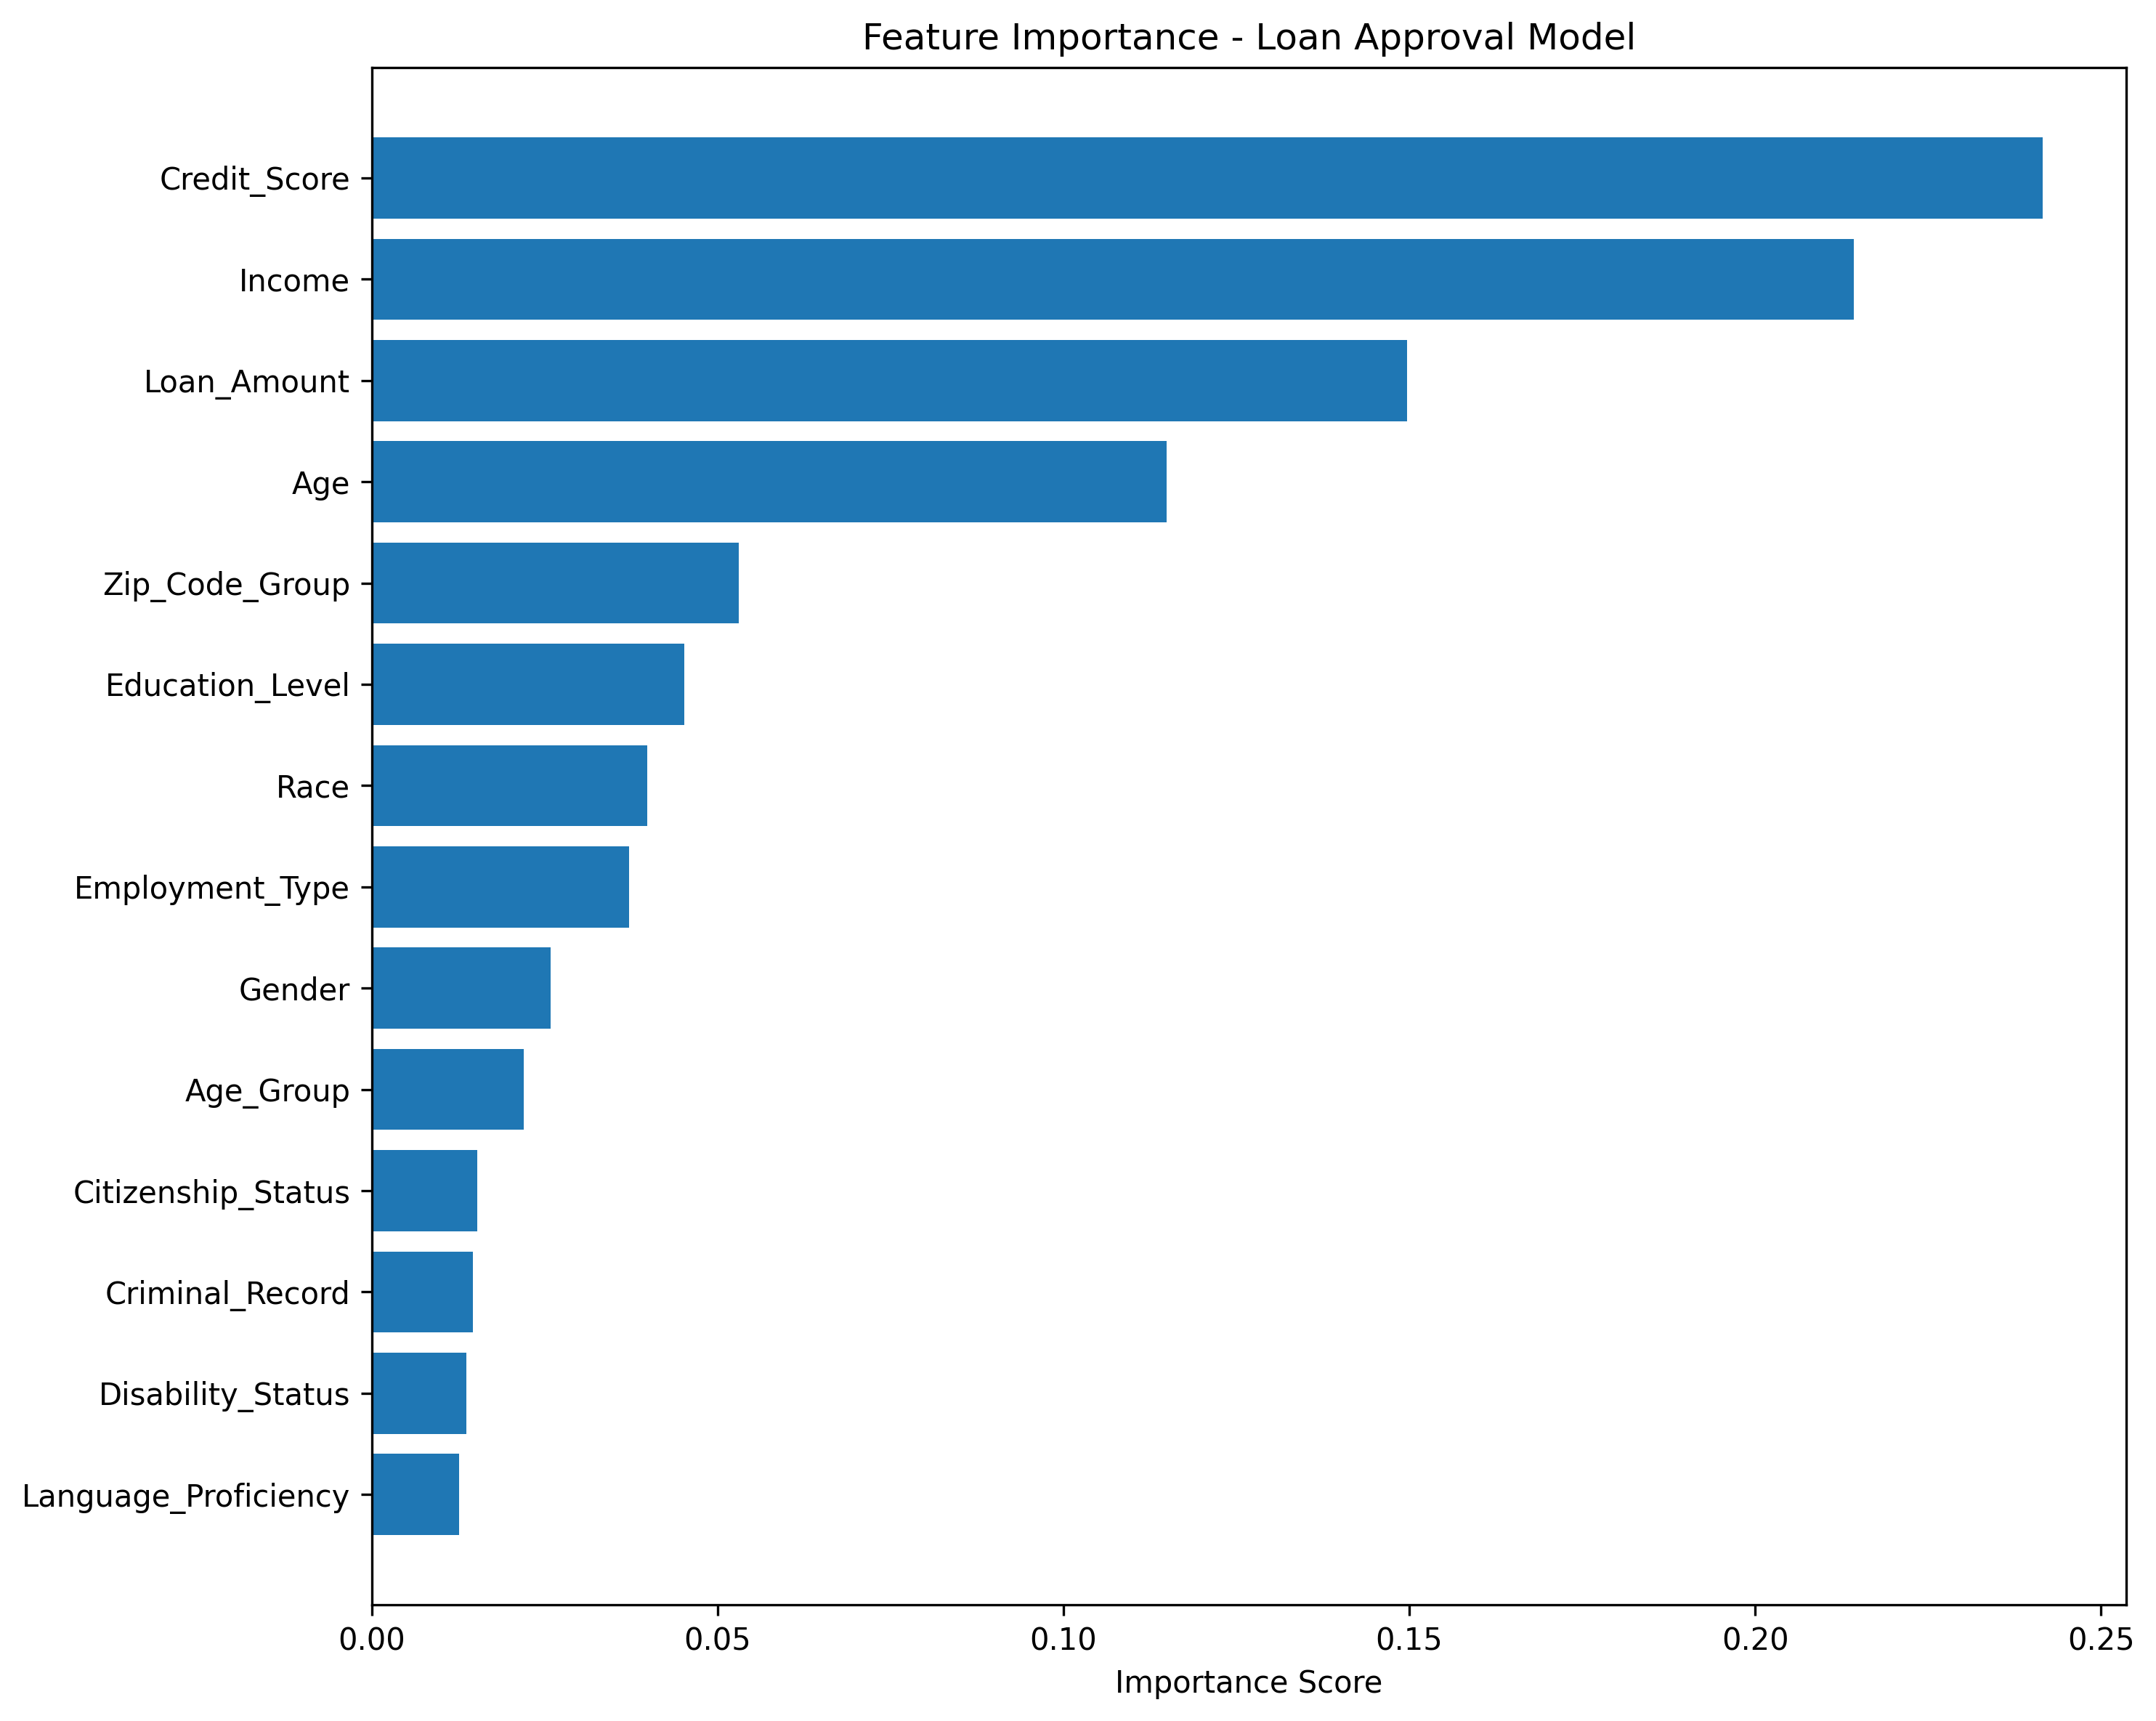 Feature Importance - Loan Approval Model
Credit_Score
Income
Loan_Amount
Age
Zip_Code_Group
Education_Level
Race
Employment_Type
Gender
Age_Group
Citizenship_Status
Criminal_Record
Disability_Status
Language_Proficiency
0.00 0.05 0.10 0.15 0.20 0.25
Importance Score